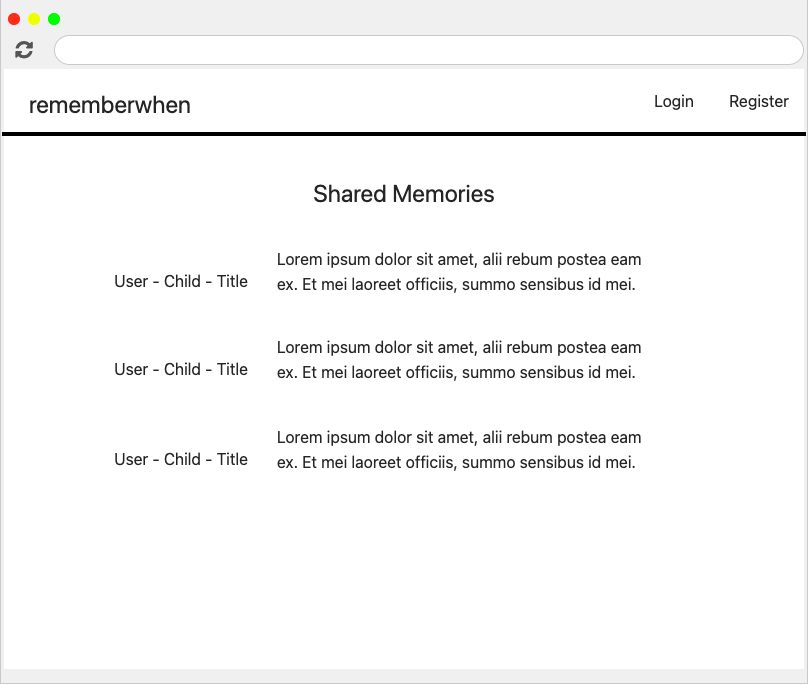 rememberwhen
Login
Register
Shared Memories
User - Child - Title
Lorem ipsum dolor sit amet, alii rebum postea eam
ex. Et mei laoreet officiis, summo sensibus id mei.
User - Child - Title
Lorem ipsum dolor sit amet, alii rebum postea eam
ex. Et mei laoreet officiis, summo sensibus id mei.
User - Child - Title
Lorem ipsum dolor sit amet, alii rebum postea eam
ex. Et mei laoreet officiis, summo sensibus id mei.